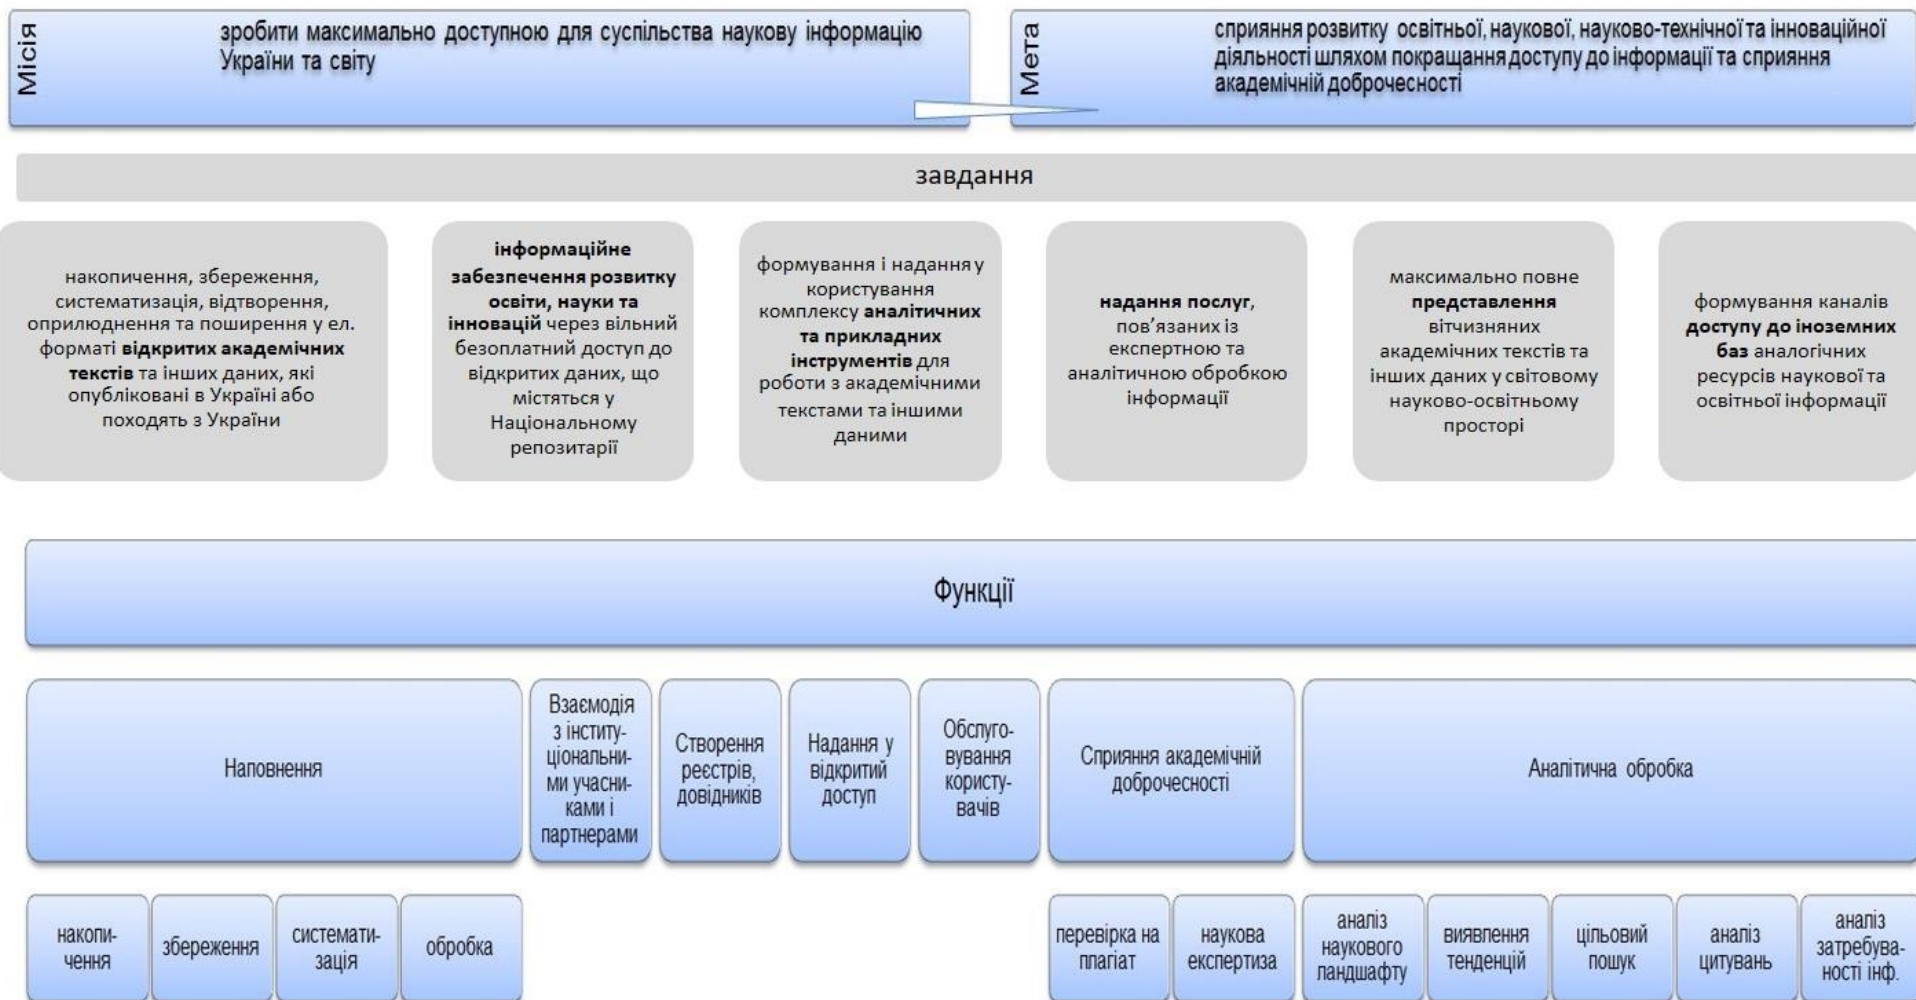 Місія
зробити максимально доступною для суспільства наукову інформацію
України та світу
Мета
сприяння розвитку освітньої, наукової, науково-технічної та інноваційної
діяльності шляхом покращання доступу до інформації та сприяння
академічній доброчесності
завдання
накопичення, збереження,
систематизація, відтворення,
оприлюднення та поширення у ел.
форматі відкритих академічних
текстів та інших даних, які
опубліковані в Україні або
походять з України
інформаційне
забезпечення розвитку
освіти, науки та
інновацій через вільний
безоплатний доступ до
відкритих даних, що
містяться у
Національному
репозитарії
формування і надання у
користування
комплексу аналітичних
та прикладних
інструментів для
роботи з академічними
текстами та іншими
даними
надання послуг,
пов’язаних із
експертною та
аналітичною обробкою
інформації
максимально повне
представлення
вітчизняних
академічних текстів та
інших даних у світовому
науково-освітньому
просторі
формування каналів
доступу до іноземних
баз аналогічних
ресурсів наукової та
освітньої інформації
Функції
Наповнення
Взаємодія
з інститу-
ціональни-
ми учасни-
ками і
партнерами
Створення
реєстрів,
довідників
Надання у
відкритий
доступ
Обслуго-
вування
користу-
вачів
Сприяння академічній
доброчесності
Аналітична обробка
накопи-
чення
збереження
системати-
зація
обробка
перевірка на
плагіат
наукова
експертиза
аналіз
наукового
ландшафту
виявлення
тенденцій
цільовий
пошук
аналіз
цитувань
аналіз
затребува-
ності інф.